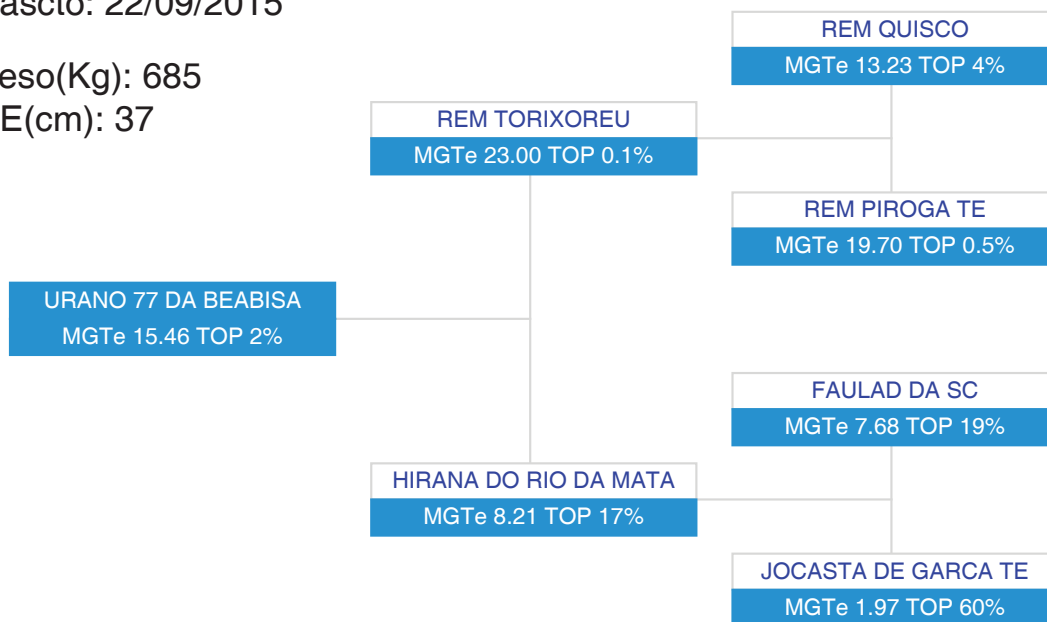 ascto: 22/09/2015
eso(Kg): 685
E(cm): 37
REM QUISCO
MGTe 13.23 TOP 4%
REM TORIXOREU
MGTe 23.00 TOP 0.1%
REM PIROGA TE
MGTe 19.70 TOP 0.5%
URANO 77 DA BEABISA
MGTe 15.46 TOP 2%
FAULAD DA SC
MGTe 7.68 TOP 19%
HIRANA DO RIO DA MATA
MGTe 8.21 TOP 17%
JOCASTA DE GARCA TE
MGTe 1.97 TOP 60%